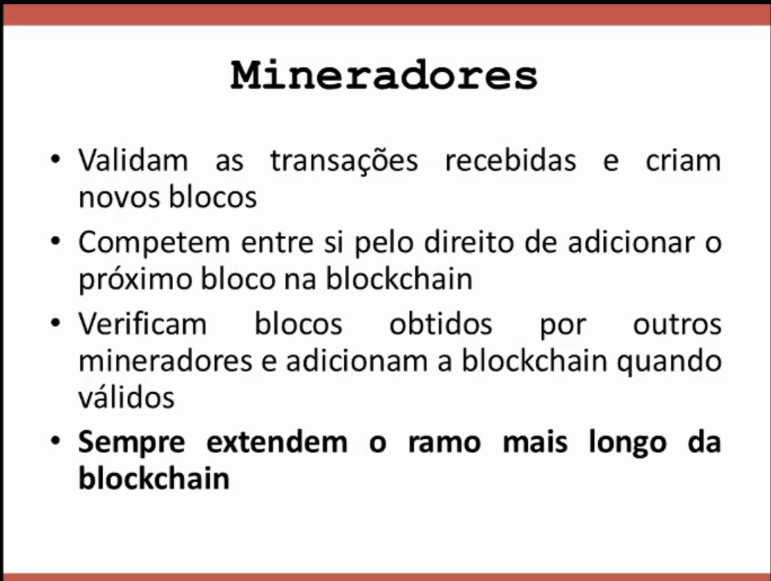 Mineradores
• Validam as transações recebidas e criam
novos blocos
• Competem entre si pelo direito de adicionar o
próximo bloco na blockchain
• Verificam blocos obtidos por outros
mineradores e adicionam a blockchain quando
válidos
• Sempre extendem o ramo mais longo da
blockchain